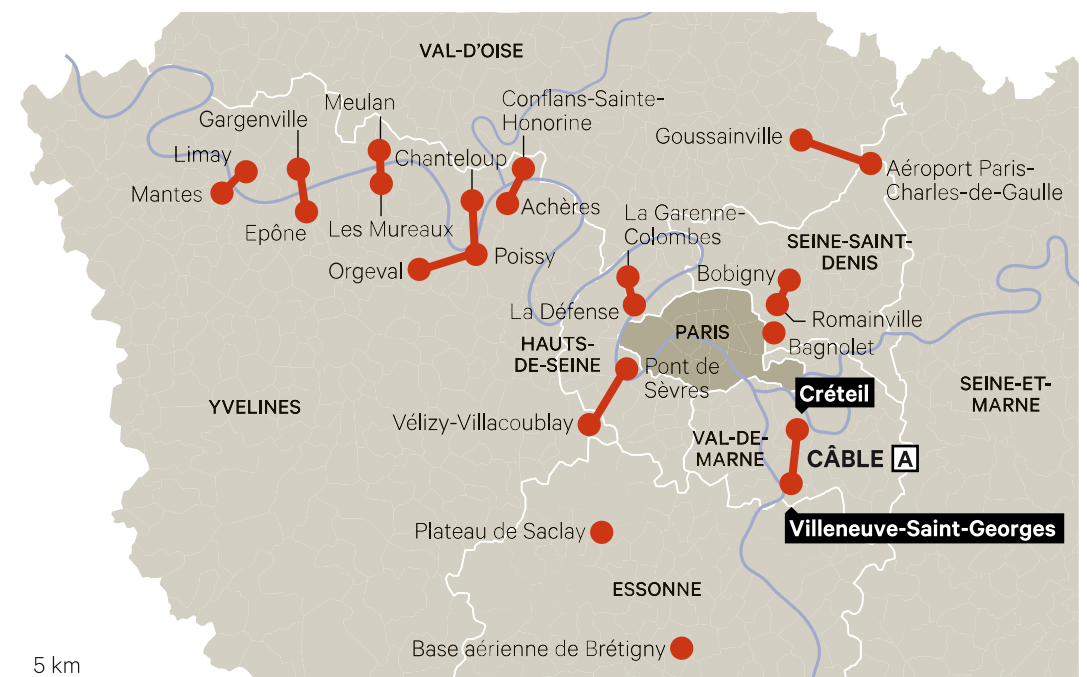 VAL-D'OISE
Meulan
Conflans-Sainte-
Honorine
Gargenville
Goussainville
Limay
Chanteloup
Aéroport Paris-
Charles-de-Gaulle
Mantes
Achères
La Garenne-
Colombes
Epône
Les Mureaux
SEINE-SAINT-
DENIS
Orgeval
Poissy
Bobigny
La Défense
Romainville
PARIS
Bagnolet
HAUTS-
DE-SEINE
Pont de
Sèvres
SEINE-ET-
MARNE
Créteil
YVELINES
Vélizy-Villacoublay
VAL-DE-
MARNE
CÂBLE A
Villeneuve-Saint-Georges
Plateau de Saclay
ESSONNE
Base aérienne de Brétigny
5 km